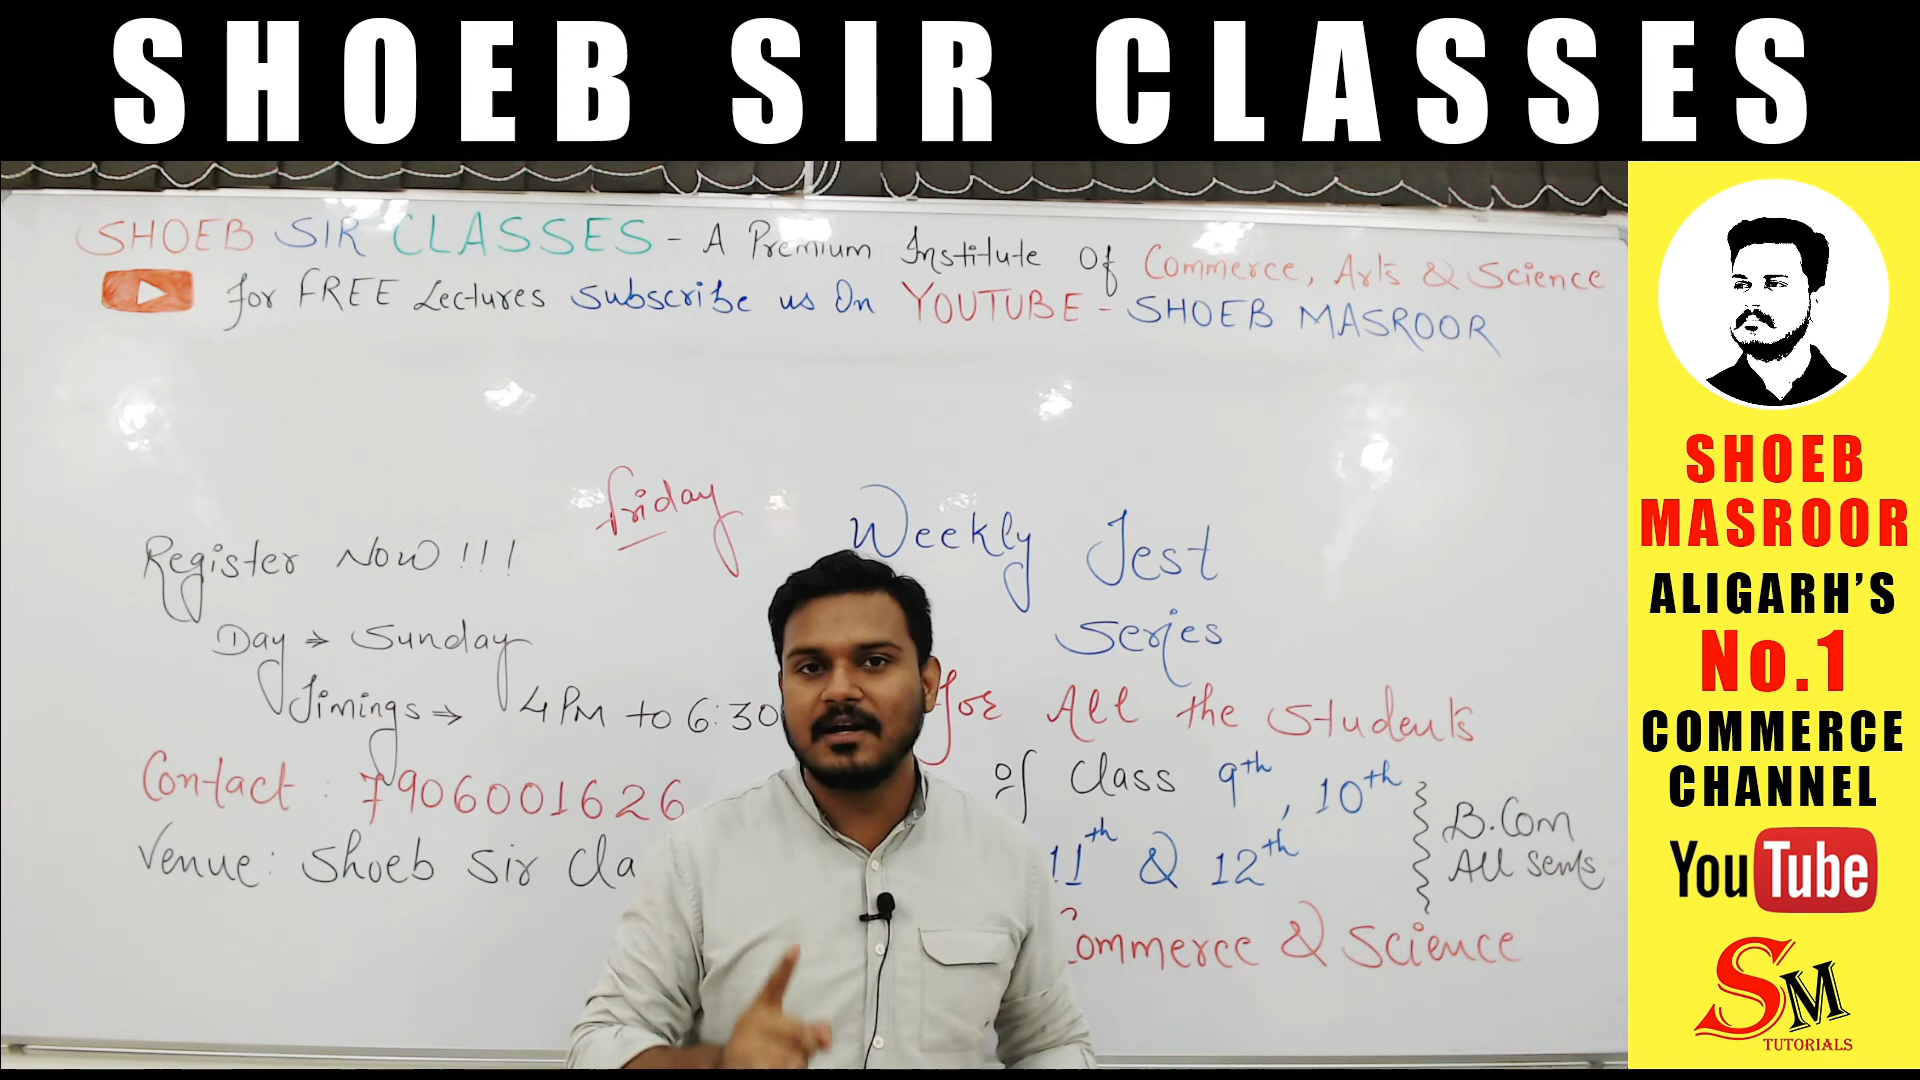 SHOEB SIR CLASSES
SHOEB SIR CLASSES - A Premium Institute Of Commerce, Arts & Science
for FREE Lectures Subscribe us On YOUTUBE - SHOEB MASROOR
friday
Register Now !!!
Day → Sunday
Timings ⇒ 4 PM to 6:30
Contact : 7906001626
Venue: Shoeb Sir Cla
Weekly Test
Series
for All the Students
of Class 9th, 10th
11th & 12th
B.Com
All Sems
Commerce & Science
SHOEB
MASROOR
ALIGARH'S
No.1
COMMERCE
CHANNEL
YouTube
SM
TUTORIALS